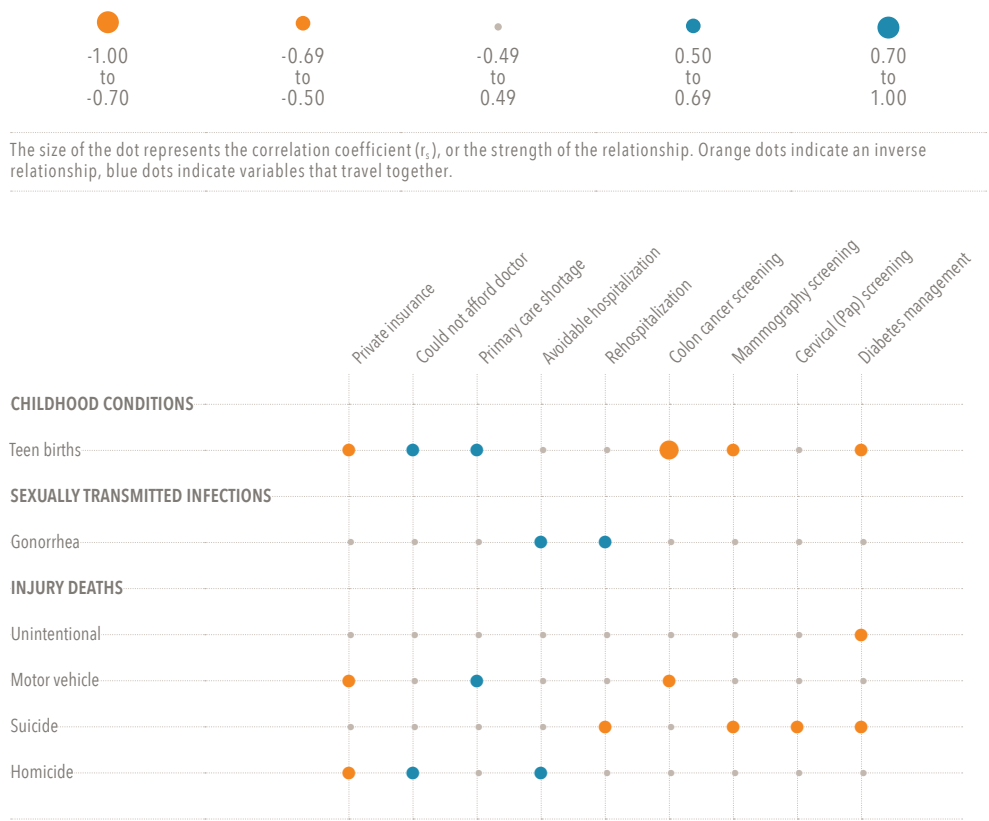 -1.00 to -0.70
-0.69 to -0.50
-0.49 to 0.49
0.50 to 0.69
0.70 to 1.00
The size of the dot represents the correlation coefficient (rₛ), or the strength of the relationship. Orange dots indicate an inverse
relationship, blue dots indicate variables that travel together.
Private insurance
Could not afford doctor
Primary care shortage
Avoidable hospitalization
Rehospitalization
Colon cancer screening
Mammography screening
Cervical (Pap) screening
Diabetes management
CHILDHOOD CONDITIONS
Teen births
SEXUALLY TRANSMITTED INFECTIONS
Gonorrhea
INJURY DEATHS
Unintentional
Motor vehicle
Suicide
Homicide